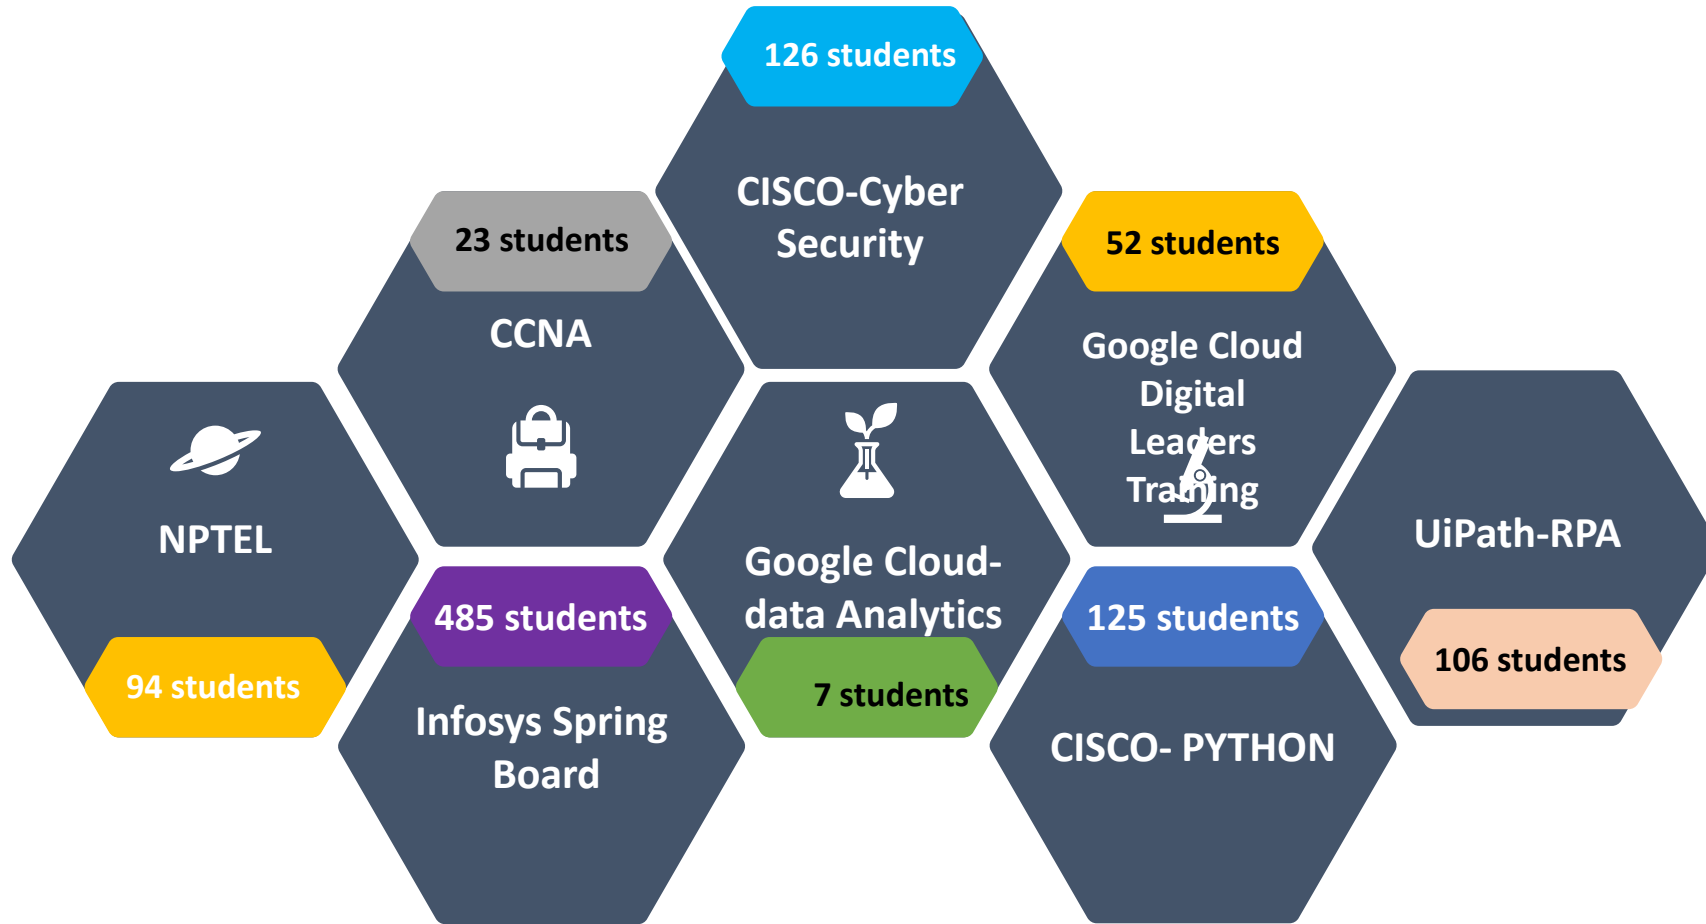 126 students
CISCO-Cyber
Security
23 students
CCNA
52 students
Google Cloud
Digital
Leaders
Training
NPTEL
94 students
485 students
Infosys Spring
Board
Google Cloud-
data Analytics
7 students
125 students
CISCO- PYTHON
UiPath-RPA
106 students